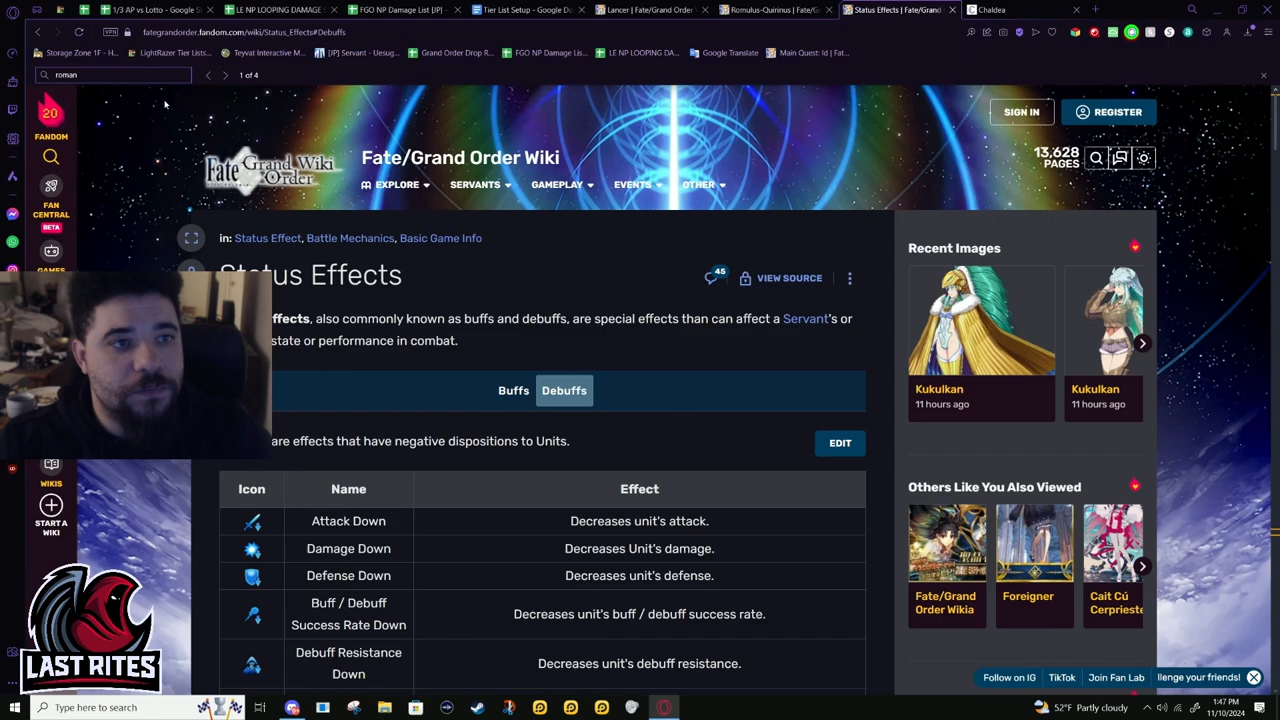 1/3 AP vs Lotto - S
LE NP LOOPING DAMAGE
FGO NP Damage List [JP] -
Tier List Setup - Google Do
Lancer | Fate/Grand Order
Romulus-Quirinus | Fate/G
Status Effects | Fate/Grand
Chaldea
VPN
fategrandorder.fandom.com/wiki/Status_Effects#Debuffs
Storage Zone 1F - H...
LightRazer Tier Lists...
Teyvat Interactive M...
[JP] Servant - Uesug...
Grand Order Drop R...
FGO NP Damage Lis...
LE NP LOOPING DA...
Google Translate
Main Quest: Id | Fat...
roman
1 of 4
20
FANDOM
FAN
CENTRAL
BETA
GAMES
WIKIS
START A
WIKI
SIGN IN
REGISTER
Fate Grand Wiki
Order
Fate/Grand Order Wiki
13,628
PAGES
EXPLORE
SERVANTS
GAMEPLAY
EVENTS
OTHER
in: Status Effect, Battle Mechanics, Basic Game Info
Status Effects
45
VIEW SOURCE
ffects, also commonly known as buffs and debuffs, are special effects than can affect a Servant's or
state or performance in combat.
Buffs
Debuffs
are effects that have negative dispositions to Units.
EDIT
Icon
Name
Effect
Attack Down
Decreases unit's attack.
Damage Down
Decreases Unit's damage.
Defense Down
Decreases unit's defense.
Buff / Debuff
Success Rate Down
Decreases unit's buff / debuff success rate.
Debuff Resistance
Down
Decreases unit's debuff resistance.
Recent Images
Kukulkan
11 hours ago
Kukulkan
11 hours ago
Others Like You Also Viewed
Fate/Grand
Order Wikia
Foreigner
Cait Cú
Cerprieste
Follow on IG
TikTok
Join Fan Lab
llenge your friends!
LAST RITES
Type here to search
52°F Partly cloudy
1:47 PM
11/10/2024